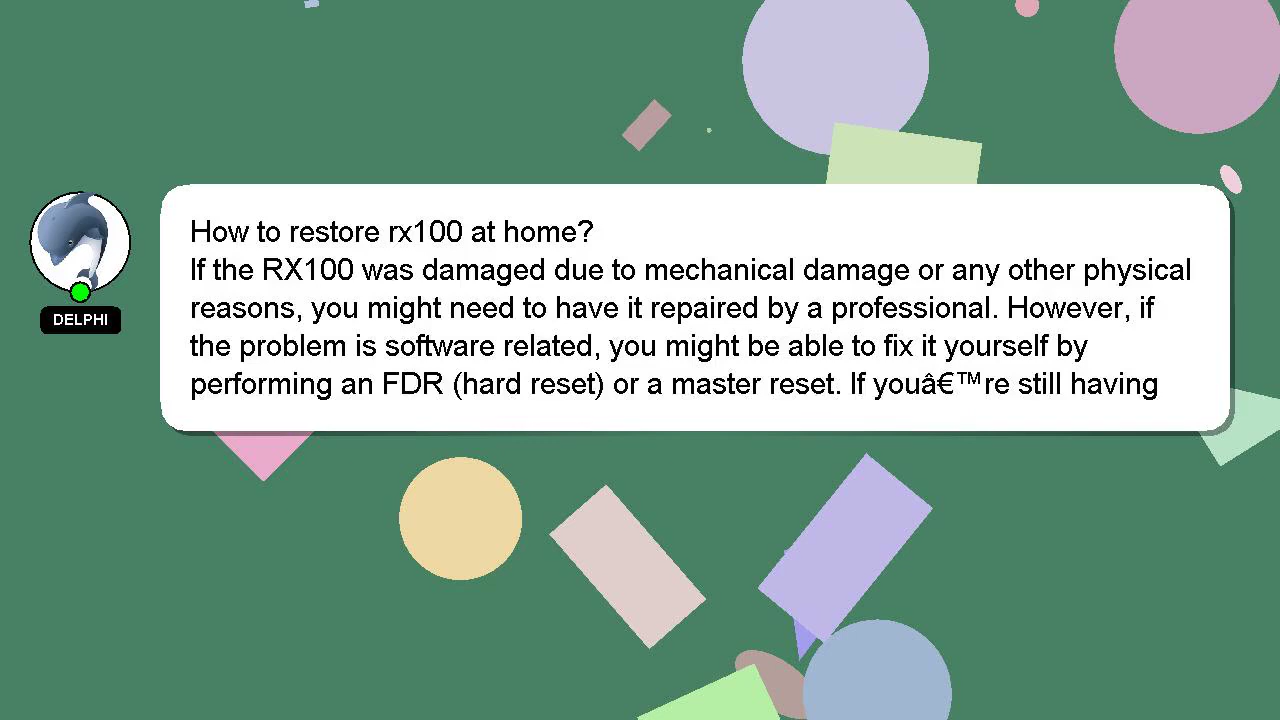 How to restore rx100 at home?
If the RX100 was damaged due to mechanical damage or any other physical
reasons, you might need to have it repaired by a professional. However, if
the problem is software related, you might be able to fix it yourself by
performing an FDR (hard reset) or a master reset. If youâ€™re still having
DELPHI